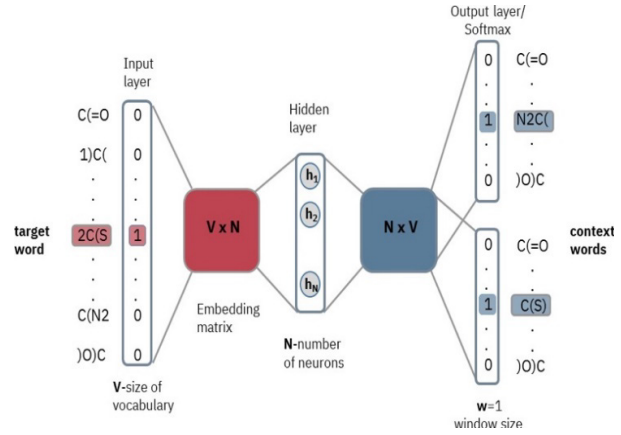 Input
layer
C(=O 0
1)C( 0
. .
. .
. .
target
word
2C(S 1
. .
. .
. .
C(N2 0
)O)C 0
V-size of
vocabulary
V x N
Embedding
matrix
Hidden
layer
h1
h2
hN
N-number
of neurons
N x V
Output layer/
Softmax
0 C(=O
. .
. .
1 N2C(
. .
. .
0 )O)C
context
words
0 C(=O
. .
. .
1 C(S)
. .
. .
0 )O)C
w=1
window size